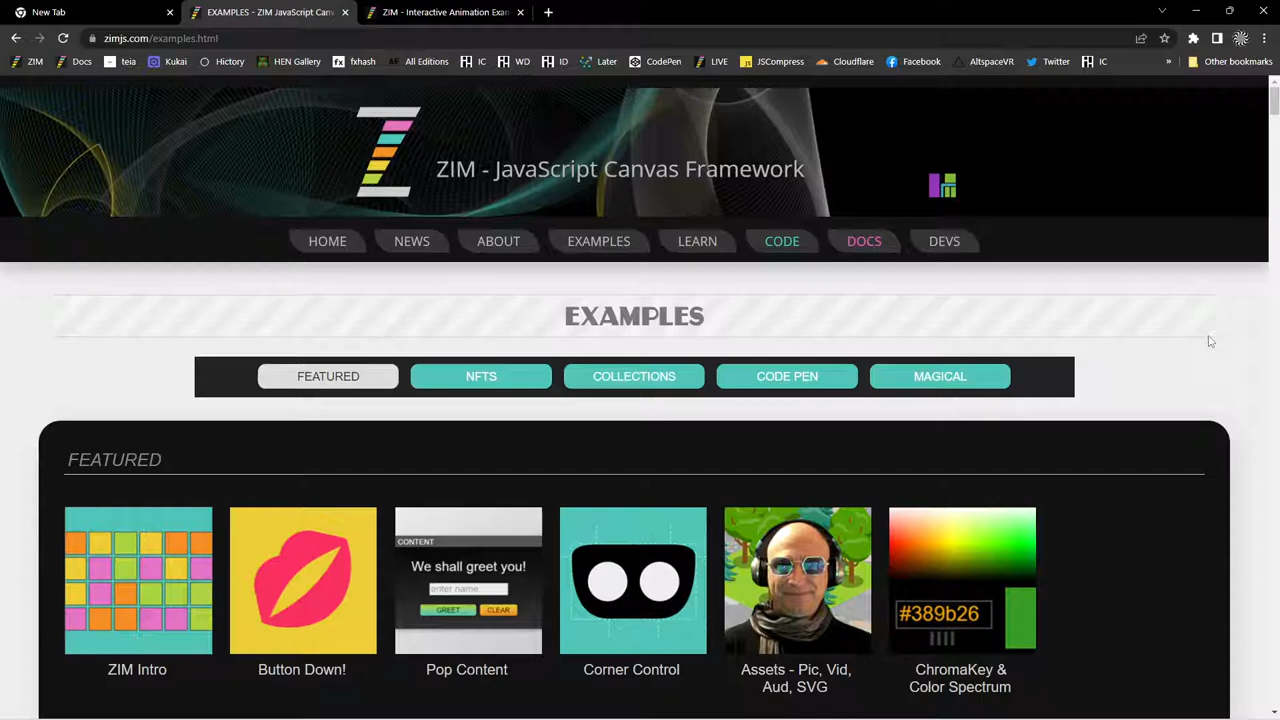 New Tab
EXAMPLES - ZIM JavaScript Canv
ZIM - Interactive Animation Exam
zimjs.com/examples.html
ZIM
Docs
teia
Kukai
Hictory
HEN Gallery
fxhash
All Editions
IC
WD
ID
Later
CodePen
LIVE
JSCompress
Cloudflare
Facebook
AltspaceVR
Twitter
IC
»
Other bookmarks
ZIM - JavaScript Canvas Framework
HOME
NEWS
ABOUT
EXAMPLES
LEARN
CODE
DOCS
DEVS
EXAMPLES
FEATURED
NFTS
COLLECTIONS
CODE PEN
MAGICAL
FEATURED
CONTENT
We shall greet you!
enter name
GREET
CLEAR
#389b26
ZIM Intro
Button Down!
Pop Content
Corner Control
Assets - Pic, Vid,
Aud, SVG
ChromaKey &
Color Spectrum